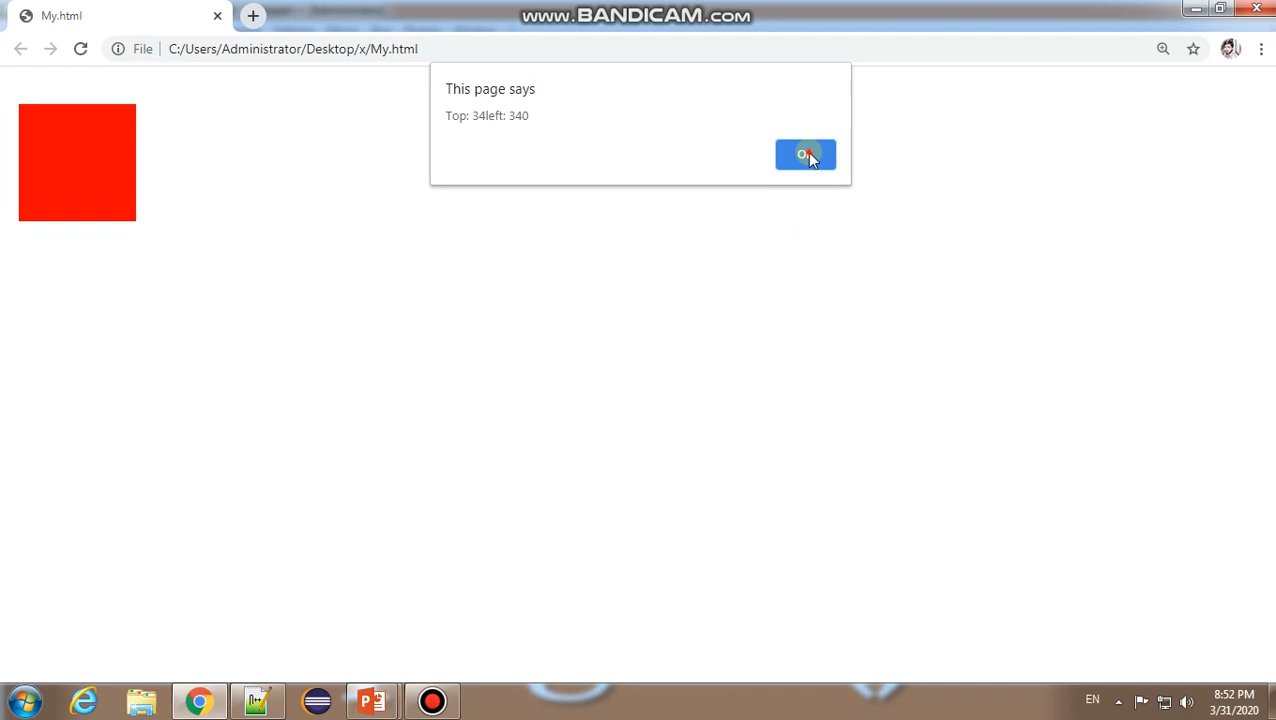 My.html
www.BANDICAM.com
File
C:/Users/Administrator/Desktop/x/My.html
This page says
Top: 34left: 340
EN
8:52 PM
3/31/2020